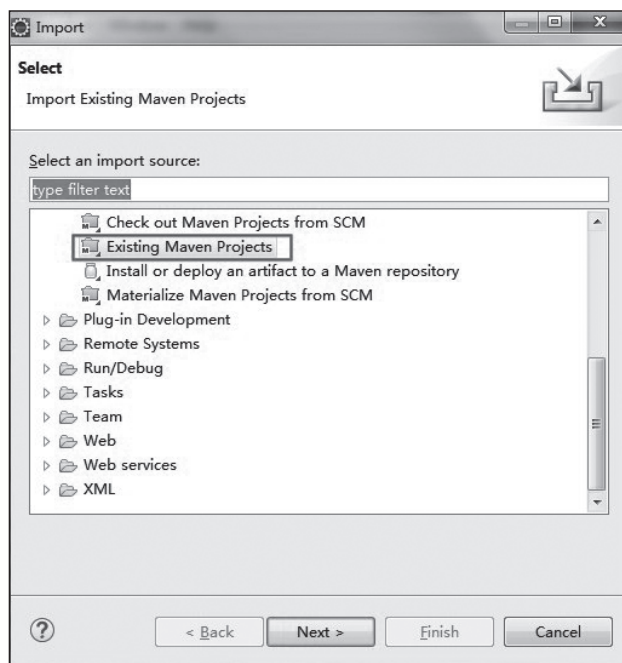 Import
Select
Import Existing Maven Projects
Select an import source:
type filter text
Check out Maven Projects from SCM
Existing Maven Projects
Install or deploy an artifact to a Maven repository
Materialize Maven Projects from SCM
Plug-in Development
Remote Systems
Run/Debug
Tasks
Team
Web
Web services
XML
? < Back Next > Finish Cancel